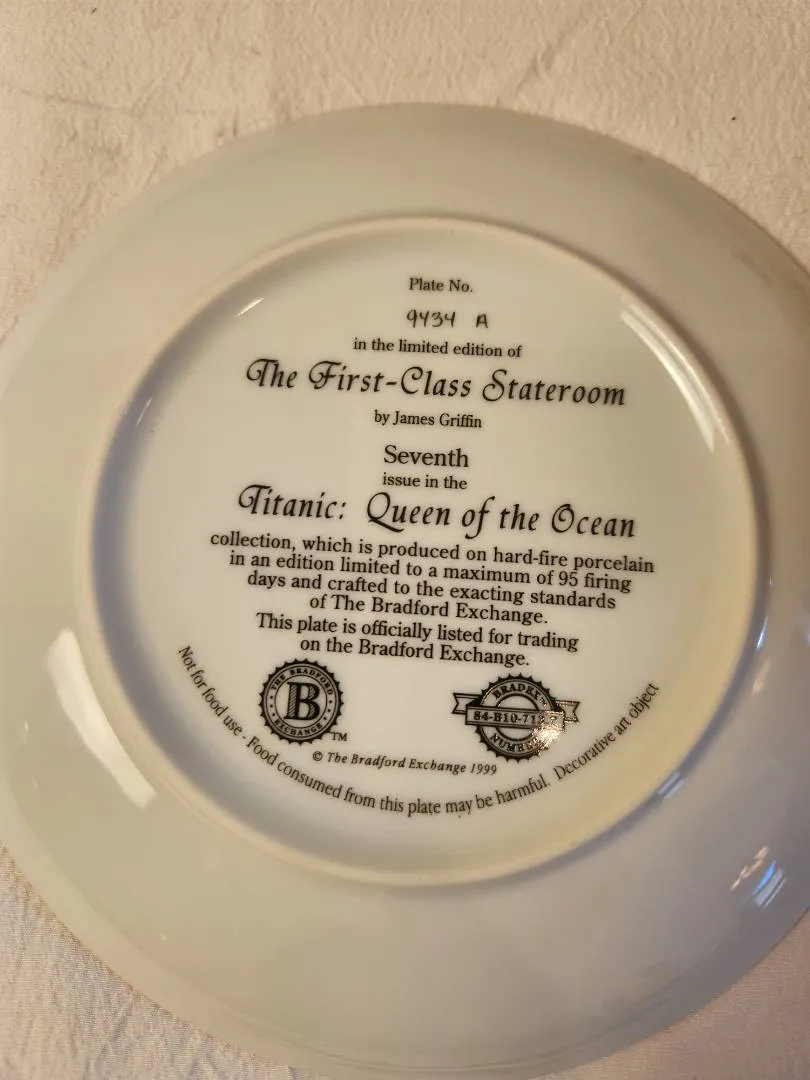 Plate No.
9434 A
in the limited edition of
The First-Class Stateroom
by James Griffin
Seventh
issue in the
Titanic: Queen of the Ocean
collection, which is produced on hard-fire porcelain
in an edition limited to a maximum of 95 firing
days and crafted to the exacting standards
of The Bradford Exchange.
This plate is officially listed for trading
on the Bradford Exchange.
THE BRADFORD
B
EXCHANGE
TM
BRADEX™
NUMBER
© The Bradford Exchange 1999
Not for food use - Food consumed from this plate may be harmful. Decorative art object